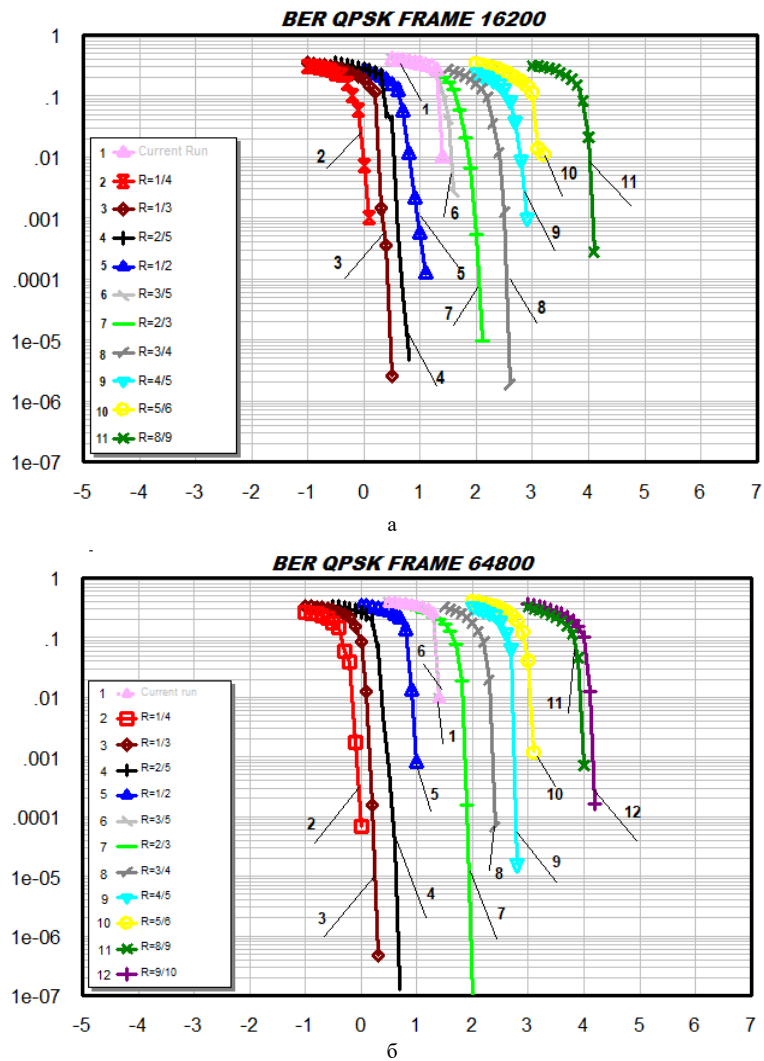 BER QPSK FRAME 16200
1
.1
.01
.001
.0001
1e-05
1e-06
1e-07
1 Current Run
2 R=1/4
3 R=1/3
4 R=2/5
5 R=1/2
6 R=3/5
7 R=2/3
8 R=3/4
9 R=4/5
10 R=5/6
11 R=8/9
1
2
10
11
6
9
3
5
7
8
4
-5 -4 -3 -2 -1 0 1 2 3 4 5 6 7
а
BER QPSK FRAME 64800
1
.1
.01
.001
.0001
1e-05
1e-06
1e-07
1 Current run
2 R=1/4
3 R=1/3
4 R=2/5
5 R=1/2
6 R=3/5
7 R=2/3
8 R=3/4
9 R=4/5
10 R=5/6
11 R=8/9
12 R=9/10
6
11
1
5
10
12
2
9
8
4
7
3
-5 -4 -3 -2 -1 0 1 2 3 4 5 6 7
б